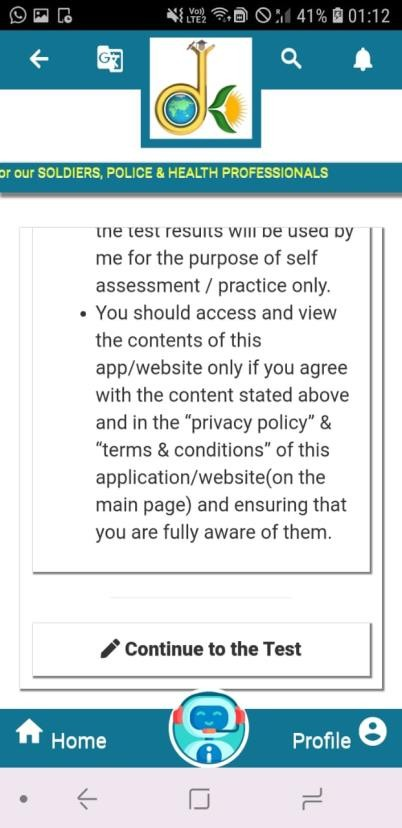 Vo))
LTE2
R
41%
01:12
G
or our SOLDIERS, POLICE & HEALTH PROFESSIONALS
the test results will be used by
me for the purpose of self
assessment / practice only.
• You should access and view
the contents of this
app/website only if you agree
with the content stated above
and in the “privacy policy” &
“terms & conditions” of this
application/website(on the
main page) and ensuring that
you are fully aware of them.
Continue to the Test
Home
Profile